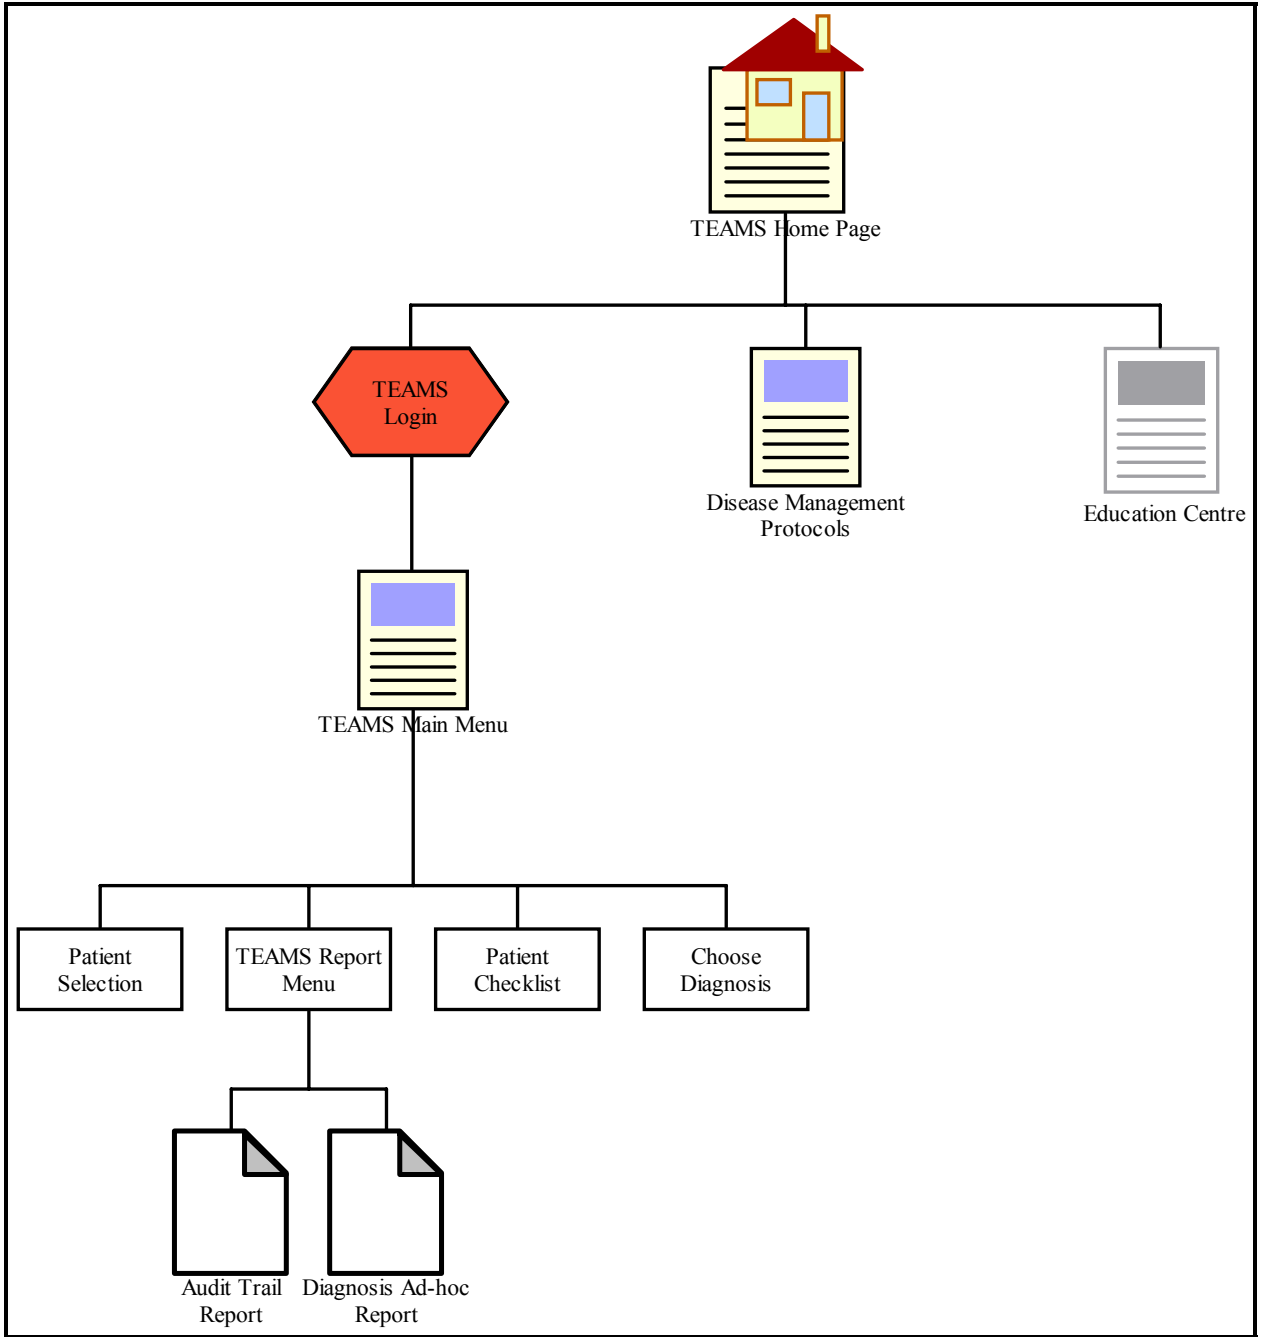 TEAMS Home Page
TEAMS
Login
Disease Management
Protocols
Education Centre
TEAMS Main Menu
Patient
Selection
TEAMS Report
Menu
Patient
Checklist
Choose
Diagnosis
Audit Trail
Report
Diagnosis Ad-hoc
Report